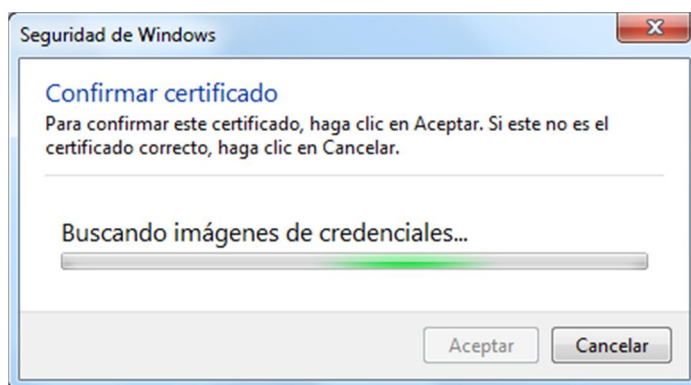 Seguridad de Windows
Confirmar certificado
Para confirmar este certificado, haga clic en Aceptar. Si este no es el
certificado correcto, haga clic en Cancelar.
Buscando imágenes de credenciales...
Aceptar
Cancelar